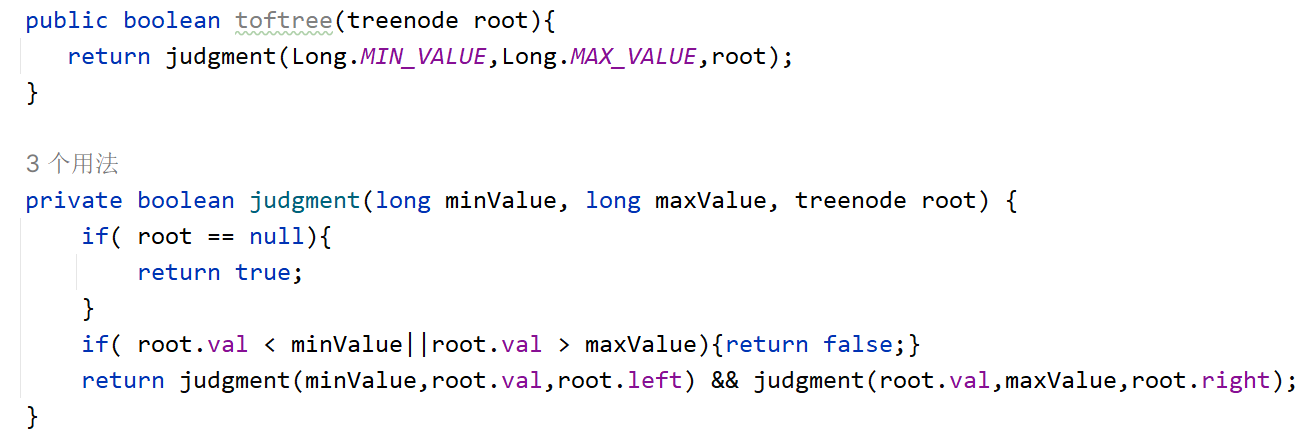 public boolean toftree(treenode root){
return judgment(Long.MIN_VALUE,Long.MAX_VALUE,root);
}
3 个用法
private boolean judgment(long minValue, long maxValue, treenode root) {
if( root == null){
return true;
}
if( root.val < minValue||root.val > maxValue){return false;}
return judgment(minValue,root.val,root.left) && judgment(root.val,maxValue,root.right);
}